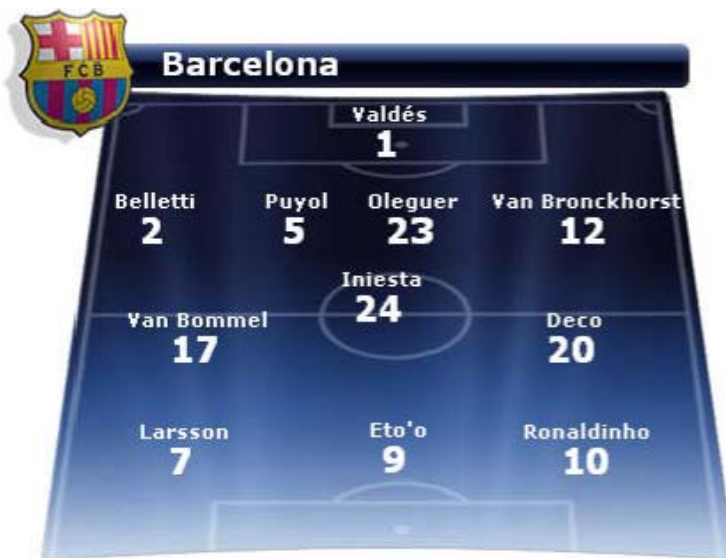 FCB
Barcelona
Valdés
1
Belletti Puyol Oleguer Van Bronckhorst
2 5 23 12
Iniesta
24
Van Bommel Deco
17 20
Larsson Eto'o Ronaldinho
7 9 10